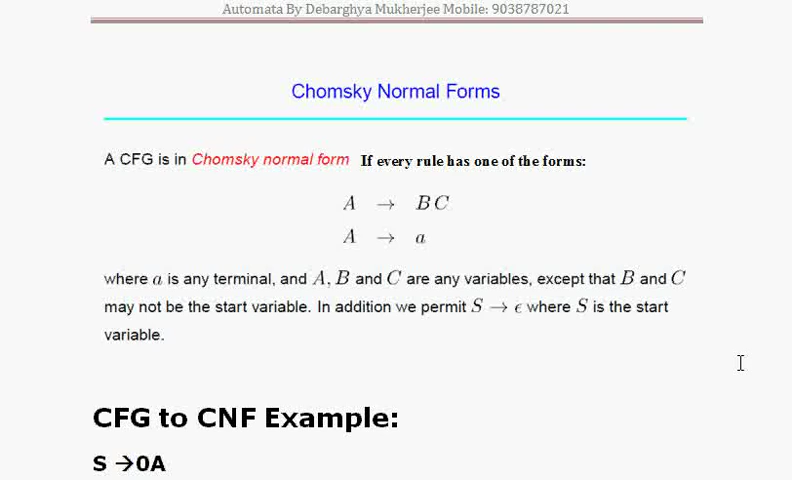 Automata By Debarghya Mukherjee Mobile: 9038787021
Chomsky Normal Forms
A CFG is in Chomsky normal form If every rule has one of the forms:
A → BC
A → a
where a is any terminal, and A, B and C are any variables, except that B and C
may not be the start variable. In addition we permit S → ϵ where S is the start
variable.
CFG to CNF Example:
S →0A